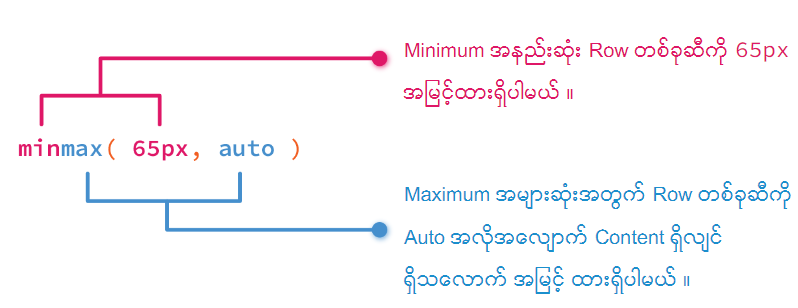 Minimum အနည်းဆုံး Row တစ်ခုဆီကို 65px
အမြင့်ထားရှိပါမယ် ။
minmax( 65px, auto )
Maximum အများဆုံးအတွက် Row တစ်ခုဆီကို
Auto အလိုအလျောက် Content ရှိလျင်
ရှိသလောက် အမြင့် ထားရှိပါမယ် ။